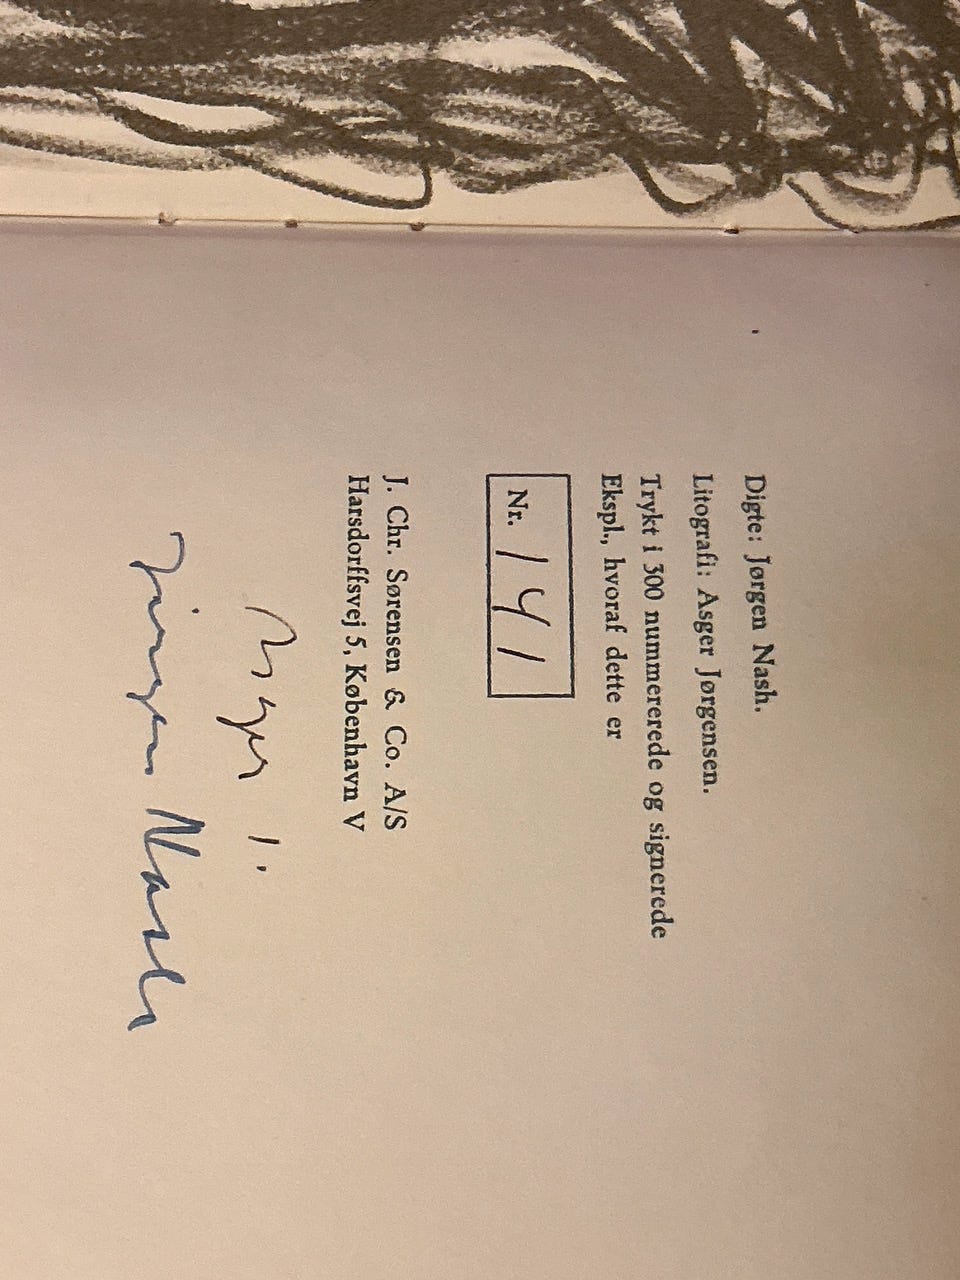 Digte: Jørgen Nash.
Litografi: Asger Jørgensen.
Trykt i 300 nummererede og signerede
Ekspl., hvoraf dette er
Nr. 141
J. Chr. Sørensen & Co. A/S
Harsdorffsvej 5, København V
Asger J.
Jørgen Nash